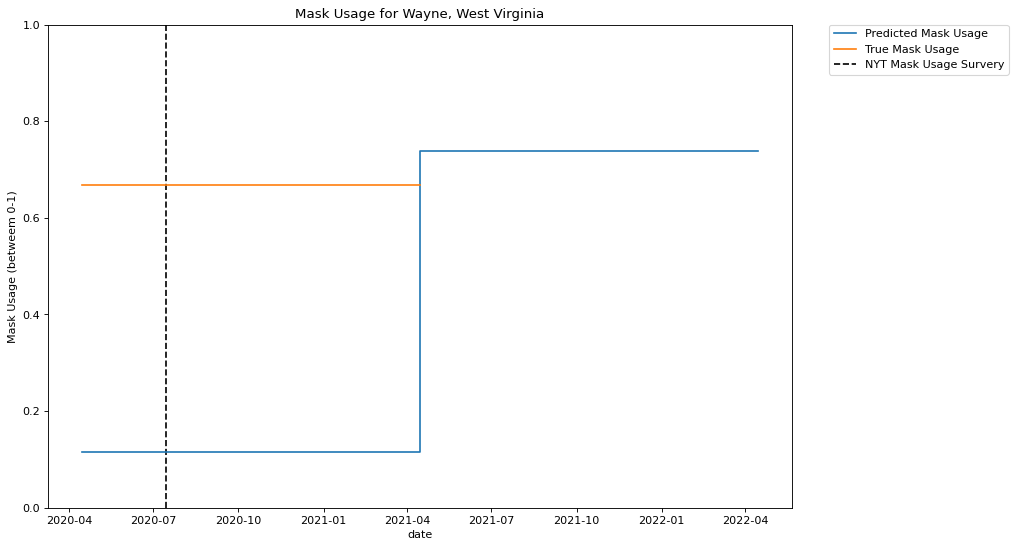 Mask Usage for Wayne, West Virginia
Predicted Mask Usage
True Mask Usage
NYT Mask Usage Survery
Mask Usage (betweem 0-1)
1.0
0.8
0.6
0.4
0.2
0.0
2020-04 2020-07 2020-10 2021-01 2021-04 2021-07 2021-10 2022-01 2022-04
date